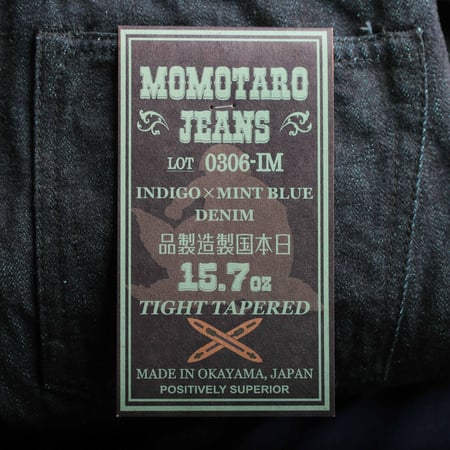 MOMOTARO
JEANS
LOT 0306-IM
INDIGO×MINT BLUE
DENIM
日本国製造製品
15.7oz
TIGHT TAPERED
MADE IN OKAYAMA, JAPAN
POSITIVELY SUPERIOR